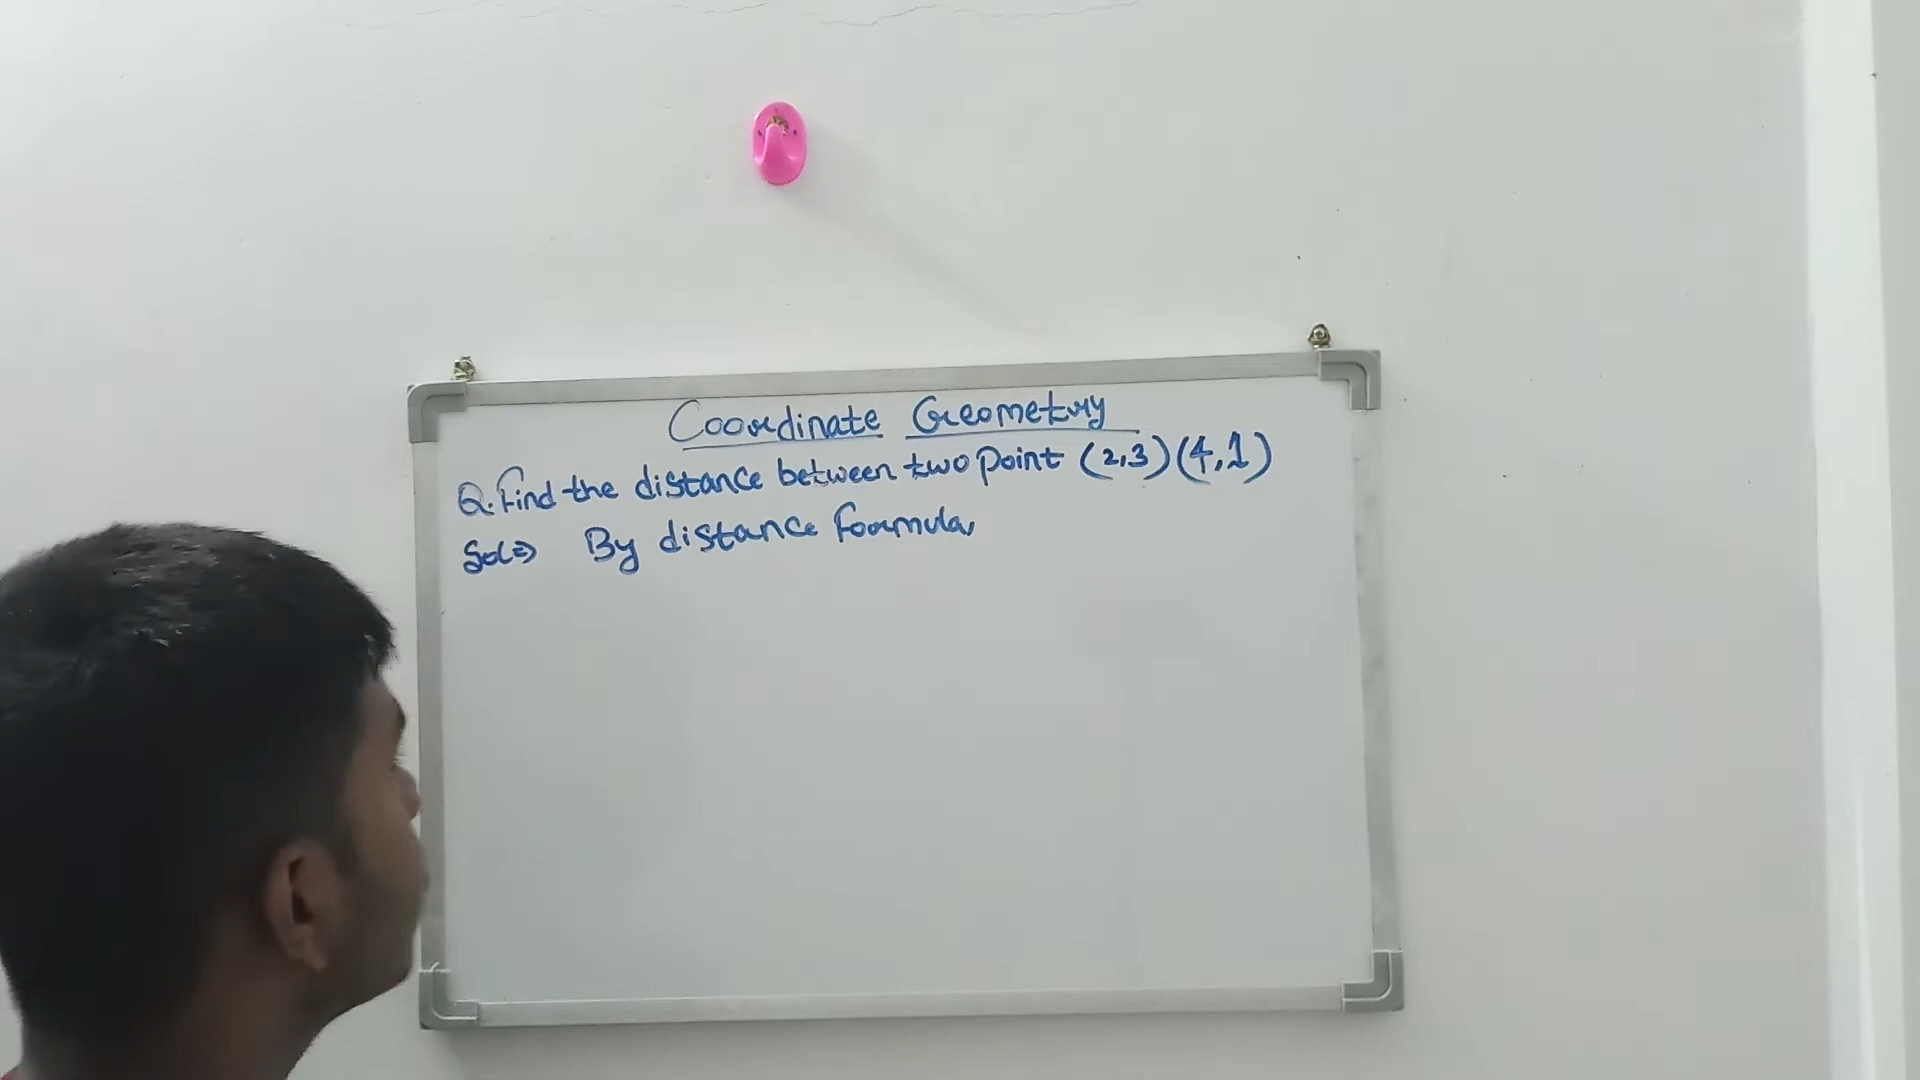 Coordinate Geometry
Q. Find the distance between two point (2,3) (4,1)
Sol⇒ By distance formula